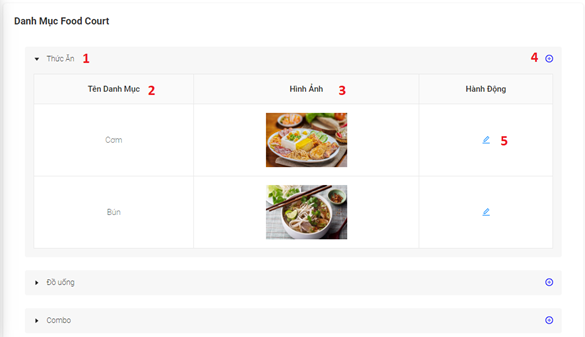 Danh Mục Food Court
Thức Ăn 1 4
Tên Danh Mục 2 Hình Ảnh 3 Hành Động
Cơm 5
Bún
Đồ uống
Combo